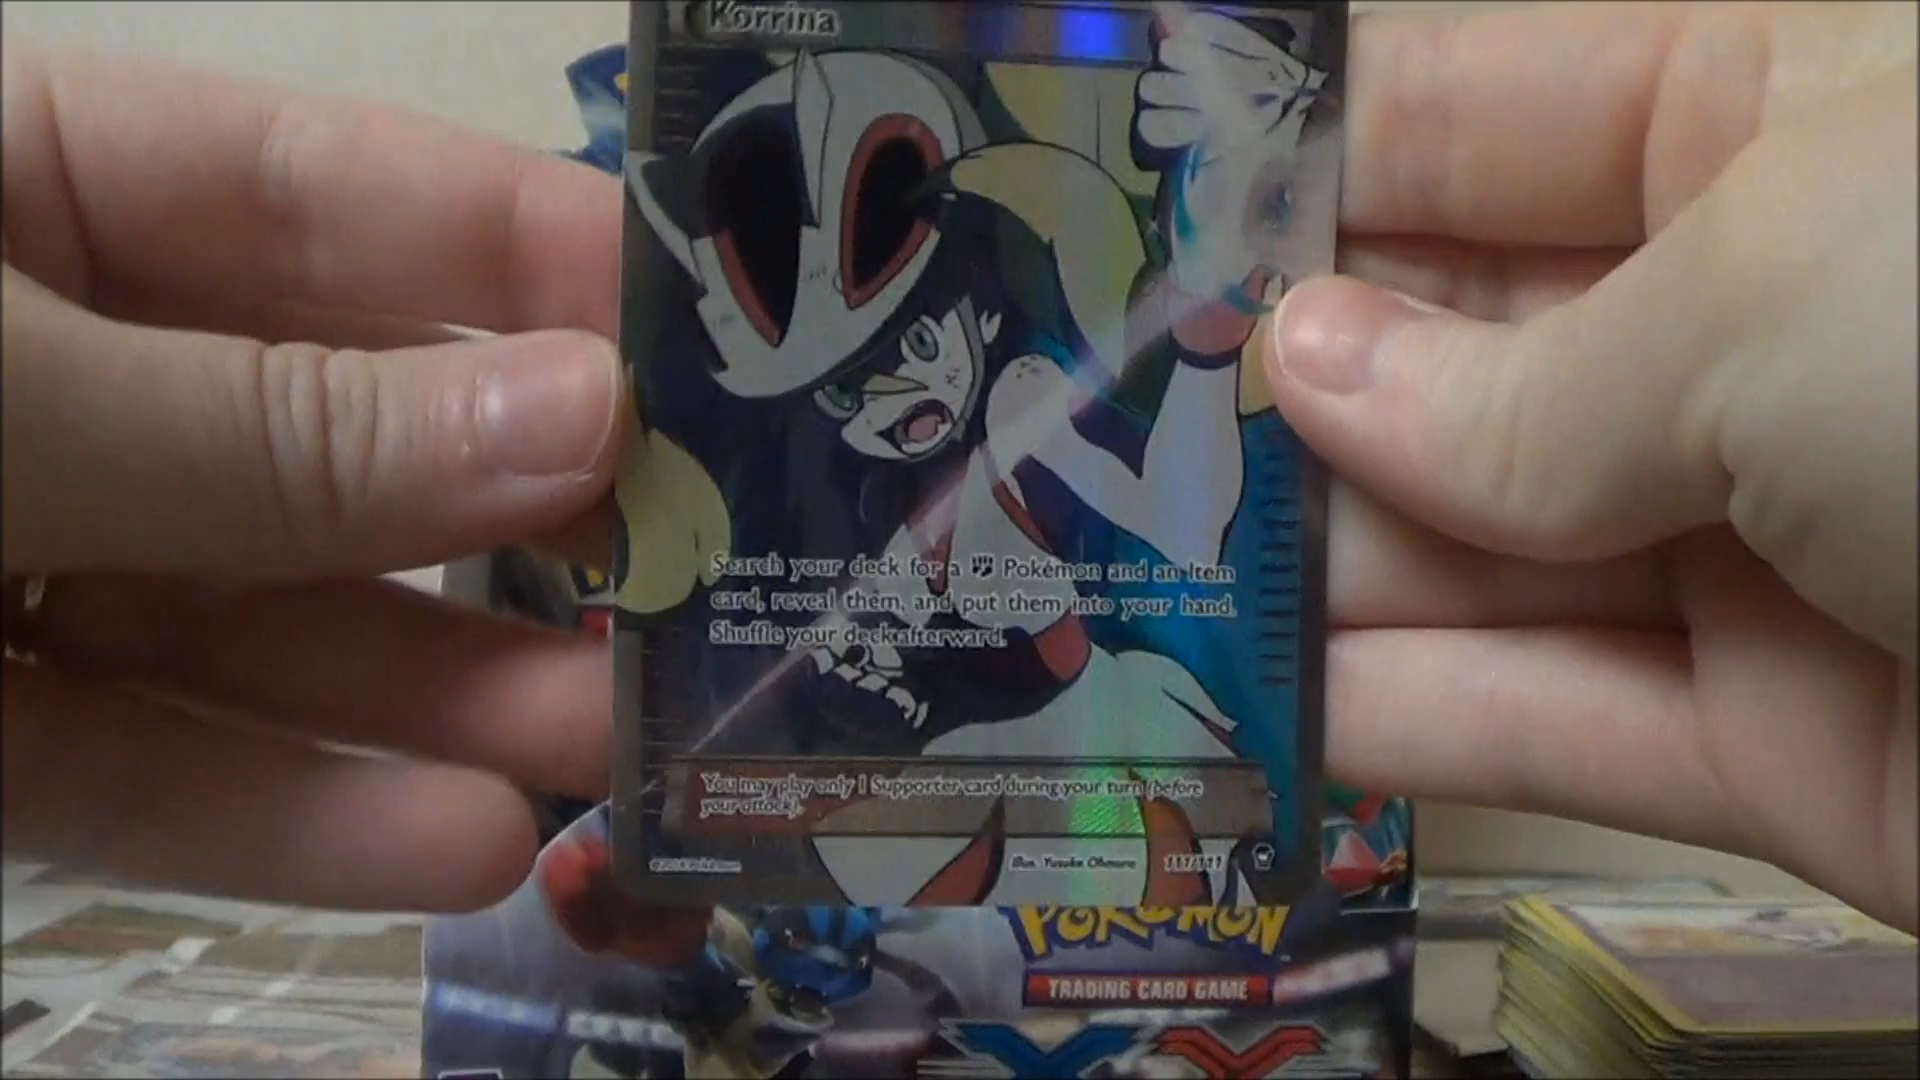 Korrina
Search your deck for a Pokémon and an Item
card, reveal them, and put them into your hand.
Shuffle your deck afterward.
You may play only 1 Supporter card during your turn (before
your attack).
Illus. Yusuke Ohmura 111/111
POKÉMON
TRADING CARD GAME
XY